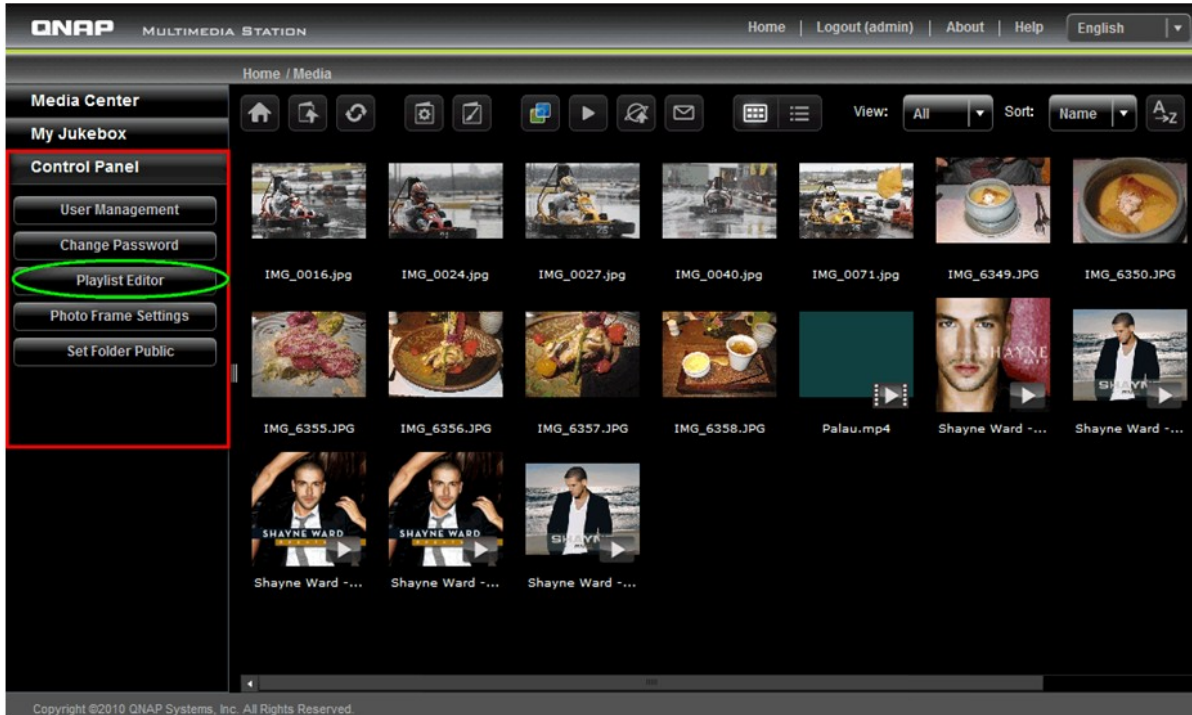 QNAP MULTIMEDIA STATION
Home | Logout (admin) | About | Help
English
Home / Media
Media Center
My Jukebox
Control Panel
User Management
Change Password
Playlist Editor
Photo Frame Settings
Set Folder Public
View: All Sort: Name A→Z
IMG_0016.jpg IMG_0024.jpg IMG_0027.jpg IMG_0040.jpg IMG_0071.jpg IMG_6349.JPG IMG_6350.JPG
SHAYNE
IMG_6355.JPG IMG_6356.JPG IMG_6357.JPG IMG_6358.JPG Palau.mp4 Shayne Ward -... Shayne Ward -...
SHAYNE WARD SHAYNE WARD
Shayne Ward -... Shayne Ward -... Shayne Ward -...
Copyright ©2010 QNAP Systems, Inc. All Rights Reserved.